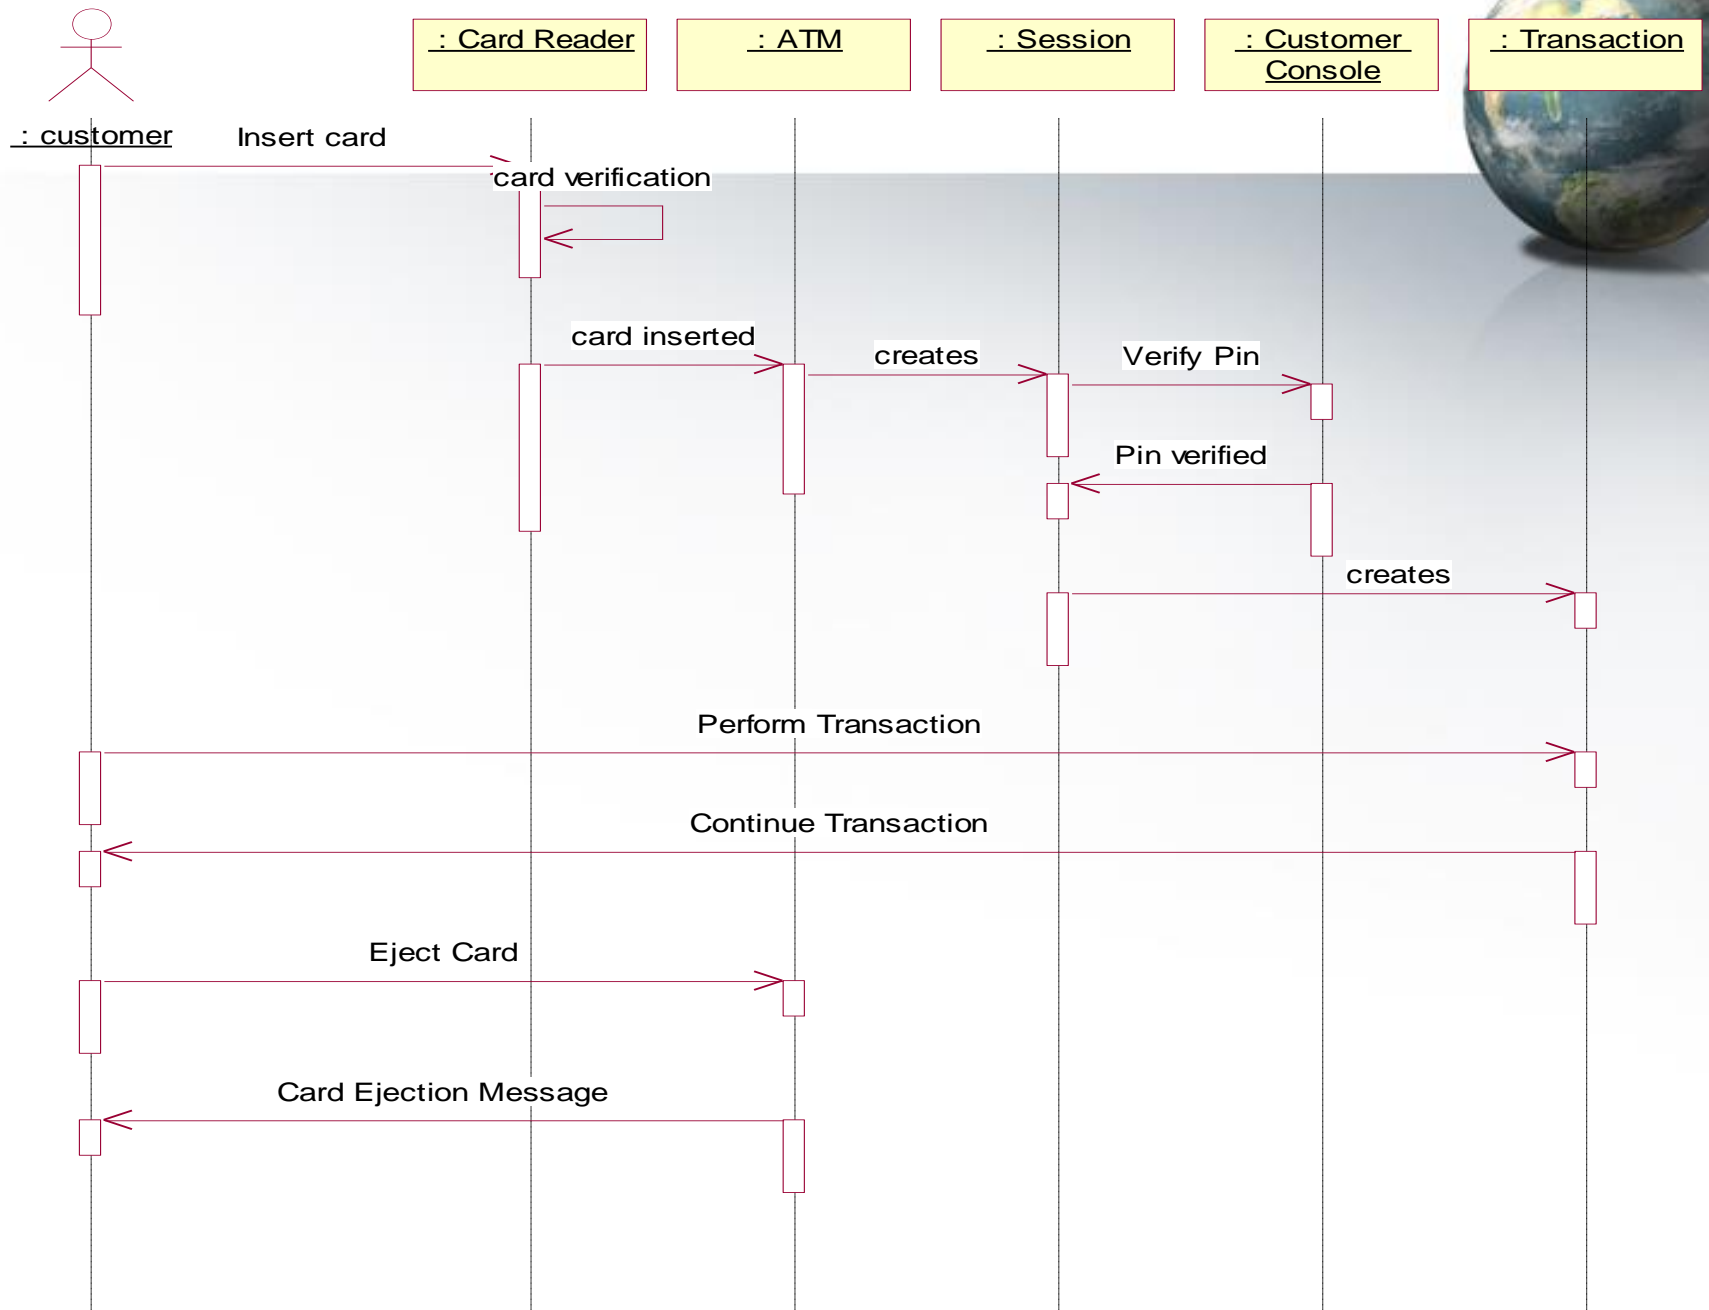 : Card Reader
: ATM
: Session
: Customer
Console
: Transaction
: customer
Insert card
card verification
card inserted
creates
Verify Pin
Pin verified
creates
Perform Transaction
Continue Transaction
Eject Card
Card Ejection Message